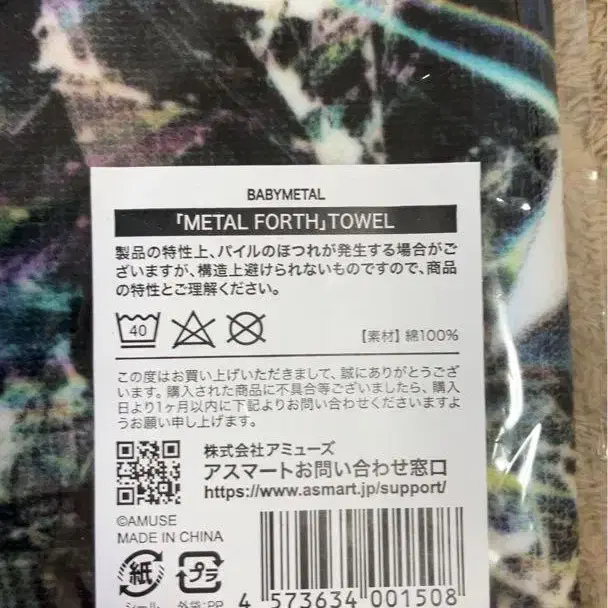 BABYMETAL
「METAL FORTH」TOWEL
製品の特性上、パイルのほつれが発生する場合がご
ざいますが、構造上避けられないものですので、商品
の特性とご理解ください。
40
【素材】綿100%
この度はお買い上げいただきまして、誠にありがとうござ
います。購入された商品に不具合等ございましたら、購入
日より1ヶ月以内に下記よりお問い合わせくださいますよ
うお願い申し上げます。
株式会社アミューズ
アスマートお問い合わせ窓口
https://www.asmart.jp/support/
©AMUSE
MADE IN CHINA
紙
プラ
シール
外袋:PP
4 573634 001508